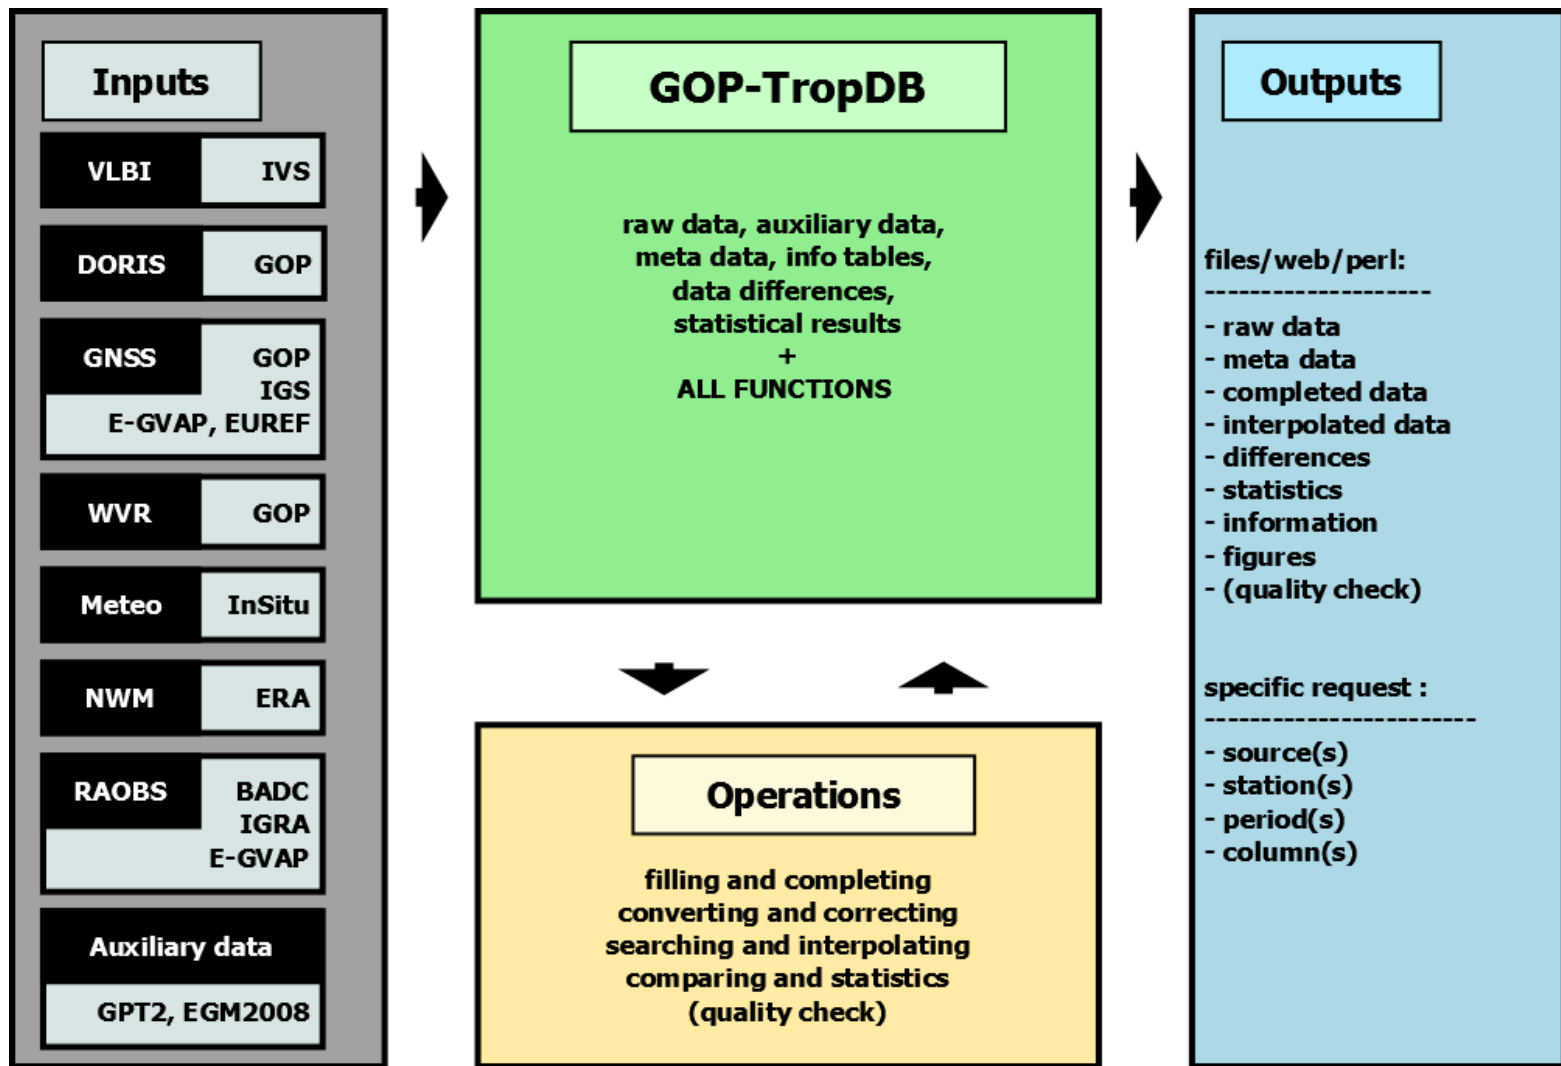 Inputs
VLBI IVS
DORIS GOP
GNSS GOP
IGS
E-GVAP, EUREF
WVR GOP
Meteo InSitu
NWM ERA
RAOBS BADC
IGRA
E-GVAP
Auxiliary data
GPT2, EGM2008
GOP-TropDB
raw data, auxiliary data,
meta data, info tables,
data differences,
statistical results
+
ALL FUNCTIONS
Operations
filling and completing
converting and correcting
searching and interpolating
comparing and statistics
(quality check)
Outputs
files/web/perl:
--------------------
- raw data
- meta data
- completed data
- interpolated data
- differences
- statistics
- information
- figures
- (quality check)
specific request :
------------------------
- source(s)
- station(s)
- period(s)
- column(s)